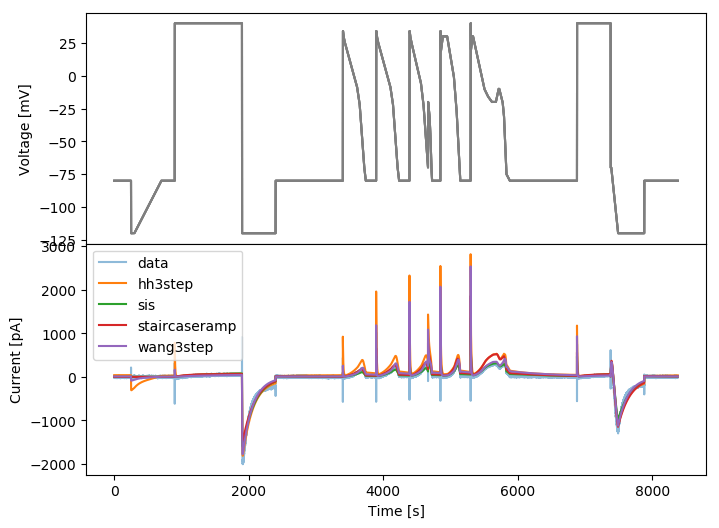 25
0
−25
−50
−75
−100
−125
Voltage [mV]
3000
2000
1000
0
−1000
−2000
Current [pA]
data
hh3step
sis
staircaseramp
wang3step
0
2000
4000
6000
8000
Time [s]